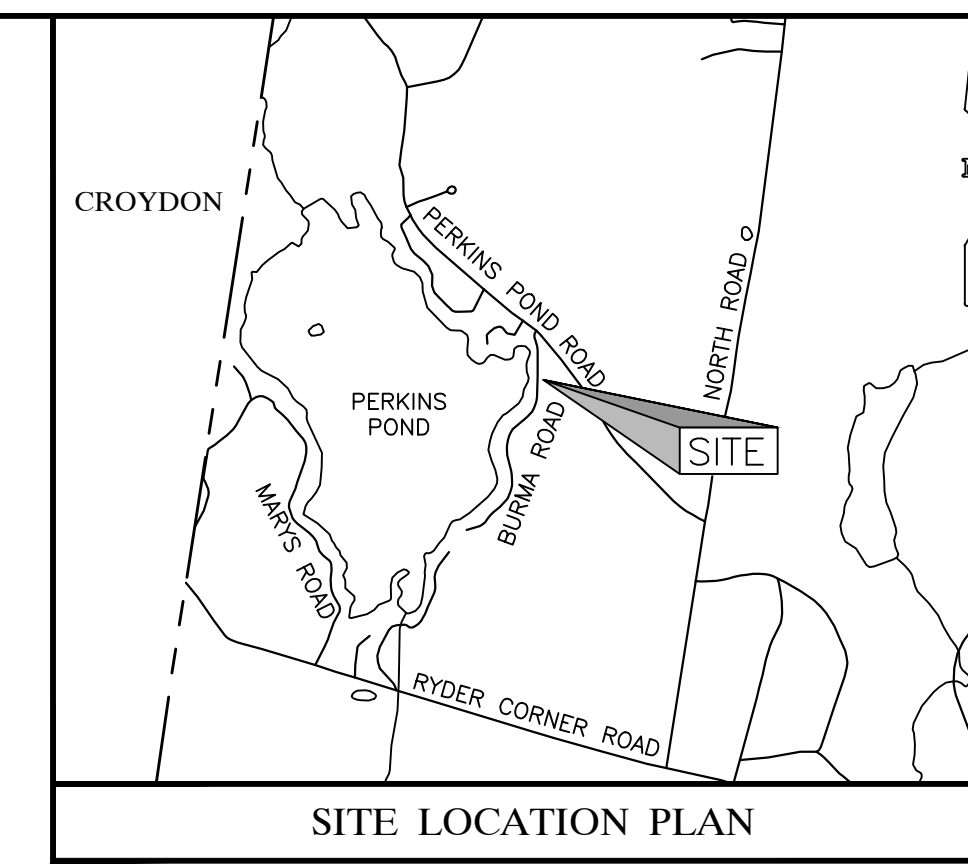 CROYDON
PERKINS POND ROAD
NORTH ROAD
PERKINS
POND
SITE
BURMA ROAD
MARYS ROAD
RYDER CORNER ROAD
SITE LOCATION PLAN